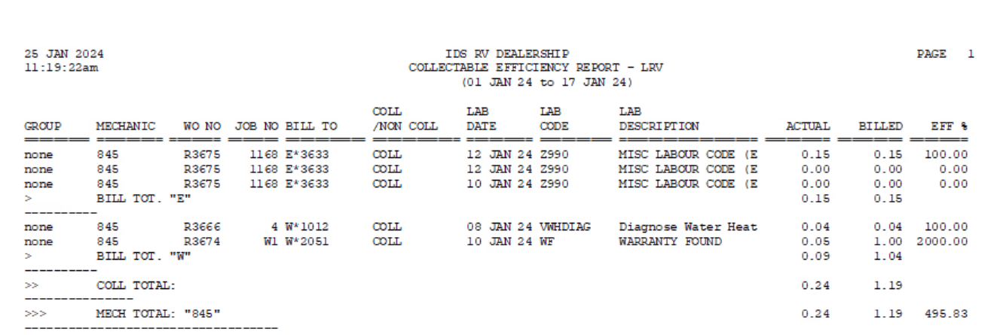 25 JAN 2024 IDS RV DEALERSHIP PAGE 1
11:19:22am COLLECTABLE EFFICIENCY REPORT - LRV
(01 JAN 24 to 17 JAN 24)
COLL LAB LAB LAB
GROUP MECHANIC WO NO JOB NO BILL TO /NON COLL DATE CODE DESCRIPTION ACTUAL BILLED EFF %
none 845 R3675 1168 E*3633 COLL 12 JAN 24 Z990 MISC LABOUR CODE (E 0.15 0.15 100.00
none 845 R3675 1168 E*3633 COLL 12 JAN 24 Z990 MISC LABOUR CODE (E 0.00 0.00 0.00
none 845 R3675 1168 E*3633 COLL 10 JAN 24 Z990 MISC LABOUR CODE (E 0.00 0.00 0.00
> BILL TOT. "E" 0.15 0.15
----------
none 845 R3666 4 W*1012 COLL 08 JAN 24 VWHDIAG Diagnose Water Heat 0.04 0.04 100.00
none 845 R3674 W1 W*2051 COLL 10 JAN 24 WF WARRANTY FOUND 0.05 1.00 2000.00
> BILL TOT. "W" 0.09 1.04
----------
>> COLL TOTAL: 0.24 1.19
---------------
>>> MECH TOTAL: "845" 0.24 1.19 495.83
-----------------------------------